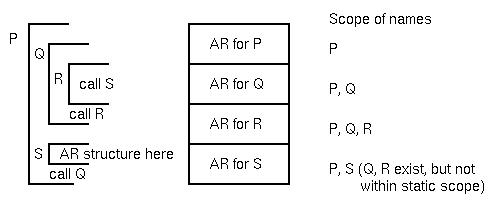 Scope of names
P
AR for P
P
Q
R
call S
AR for Q
P, Q
call R
AR for R
P, Q, R
S
AR structure here
AR for S
P, S (Q, R exist, but not
within static scope)
call Q